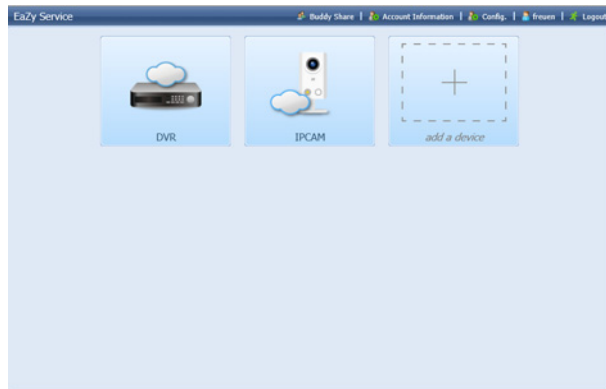 EaZy Service Buddy Share | Account Information | Config. | freuen | Logout
DVR IPCAM add a device